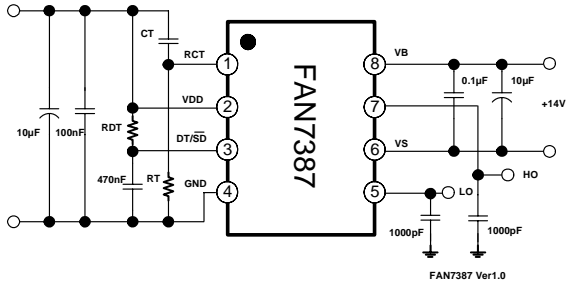 CT
RCT
1
VDD
2
RDT
DT/SD
3
10μF
100nF
470nF
RT
GND
4
FAN7387
8
VB
7
6
VS
5
0.1μF
10μF
+14V
HO
LO
1000pF
1000pF
FAN7387 Ver1.0